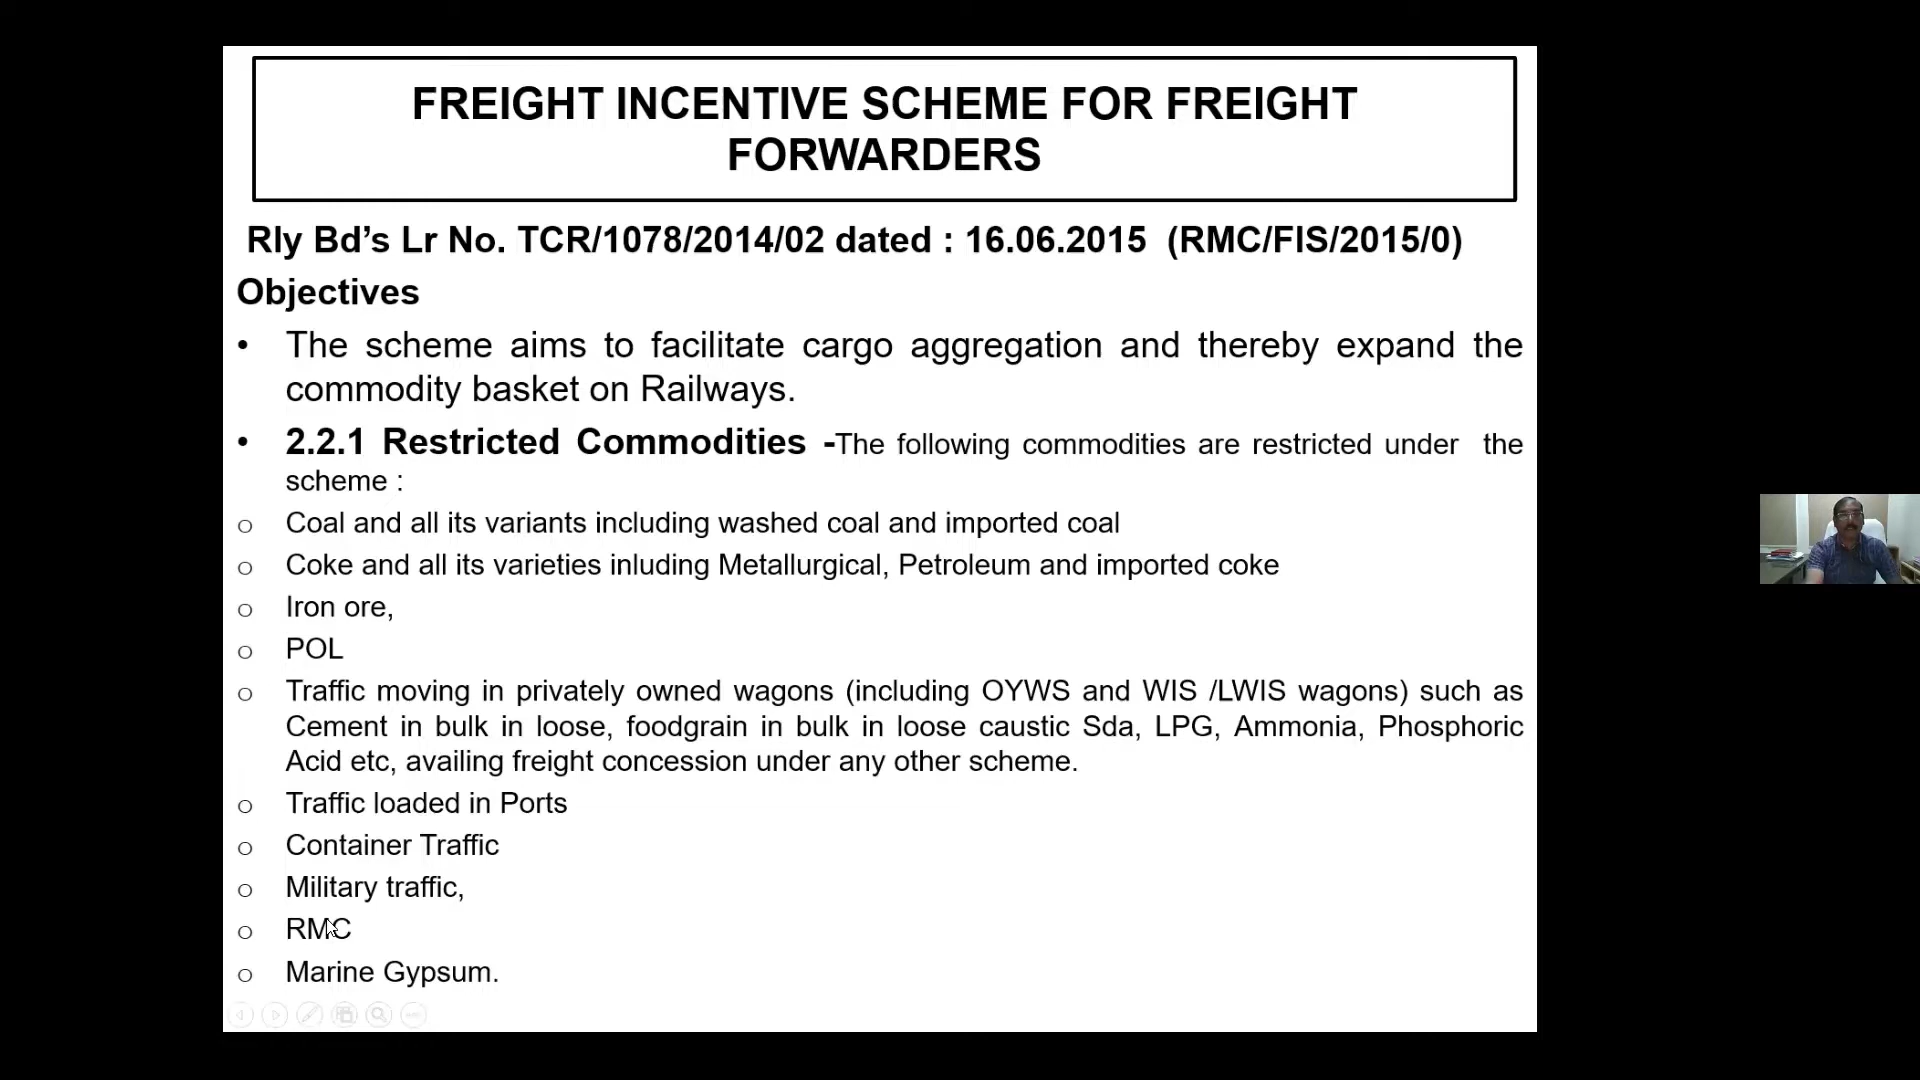 FREIGHT INCENTIVE SCHEME FOR FREIGHT
FORWARDERS
Rly Bd’s Lr No. TCR/1078/2014/02 dated : 16.06.2015 (RMC/FIS/2015/0)
Objectives
• The scheme aims to facilitate cargo aggregation and thereby expand the
commodity basket on Railways.
• 2.2.1 Restricted Commodities -The following commodities are restricted under the
scheme :
o Coal and all its variants including washed coal and imported coal
o Coke and all its varieties inluding Metallurgical, Petroleum and imported coke
o Iron ore,
o POL
o Traffic moving in privately owned wagons (including OYWS and WIS /LWIS wagons) such as
Cement in bulk in loose, foodgrain in bulk in loose caustic Sda, LPG, Ammonia, Phosphoric
Acid etc, availing freight concession under any other scheme.
o Traffic loaded in Ports
o Container Traffic
o Military traffic,
o RMC
o Marine Gypsum.